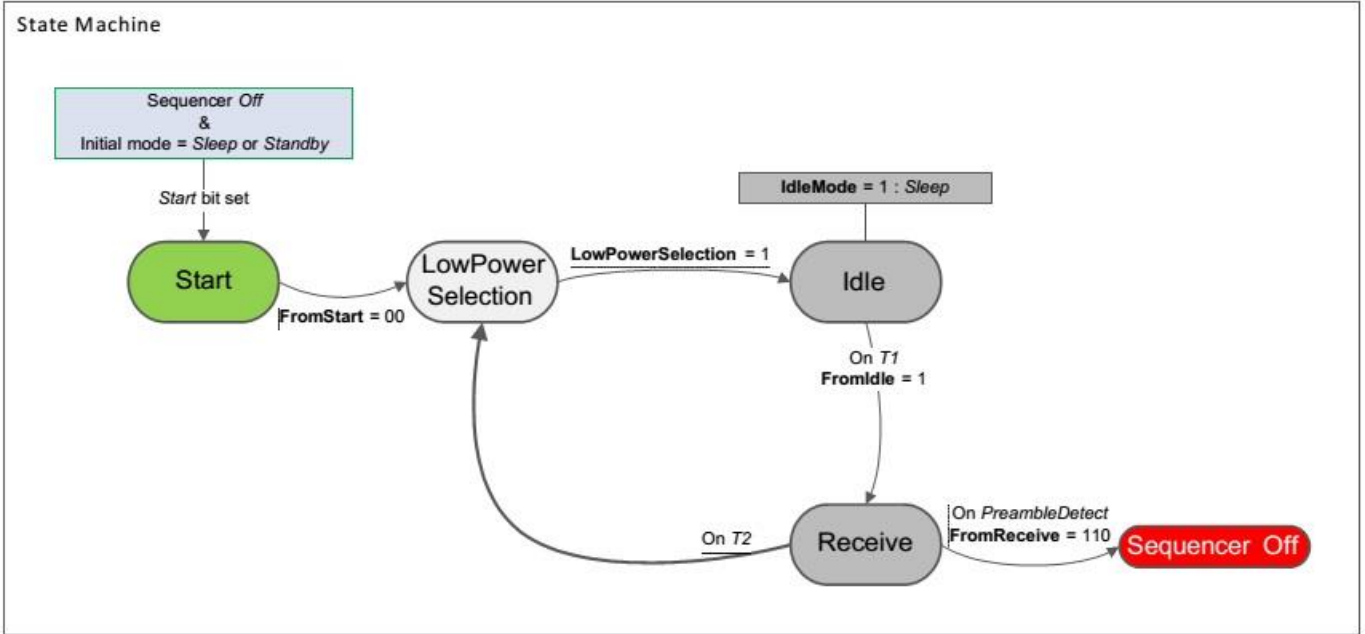 State Machine
Sequencer Off
&
Initial mode = Sleep or Standby
Start bit set
IdleMode = 1 : Sleep
Start
FromStart = 00
LowPower
Selection
LowPowerSelection = 1
Idle
On T1
FromIdle = 1
On T2
Receive
On PreambleDetect
FromReceive = 110
Sequencer Off